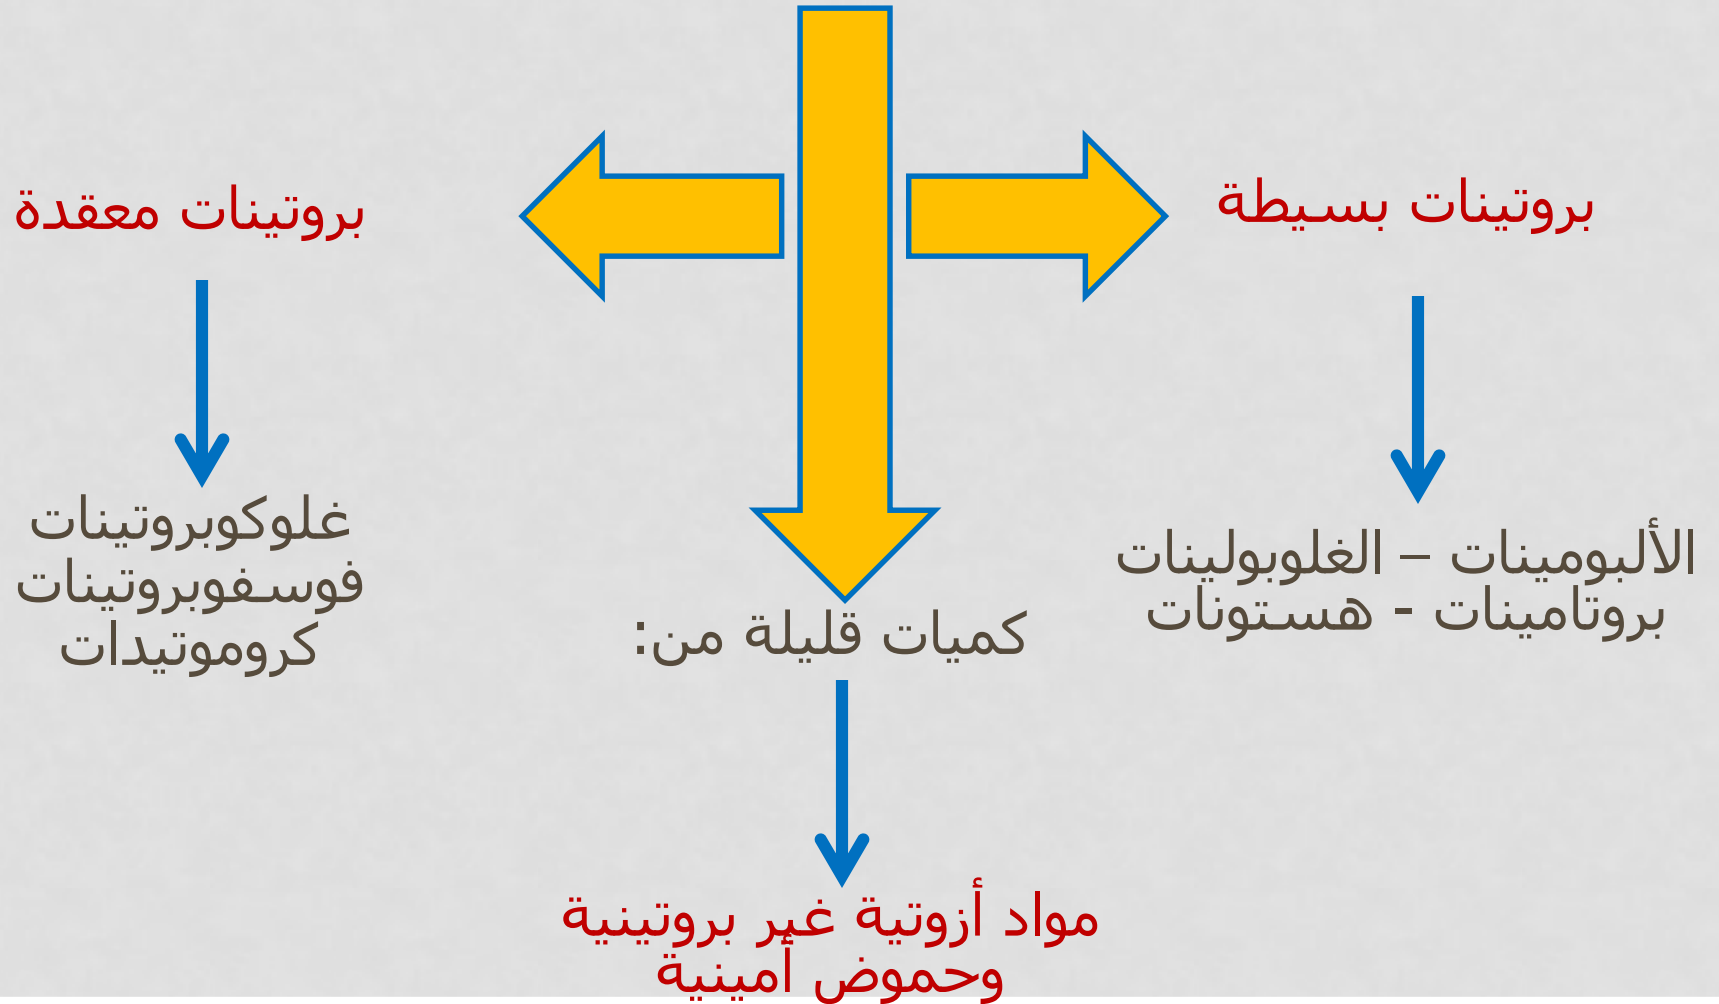 بروتينات بسيطة
الألبومينات – الغلوبولينات
بروتامينات - هستونات
بروتينات معقدة
غلوكوبروتينات
فوسفوبروتينات
كروموتيدات
كميات قليلة من:
مواد أزوتية غير بروتينية
وحموض أمينية